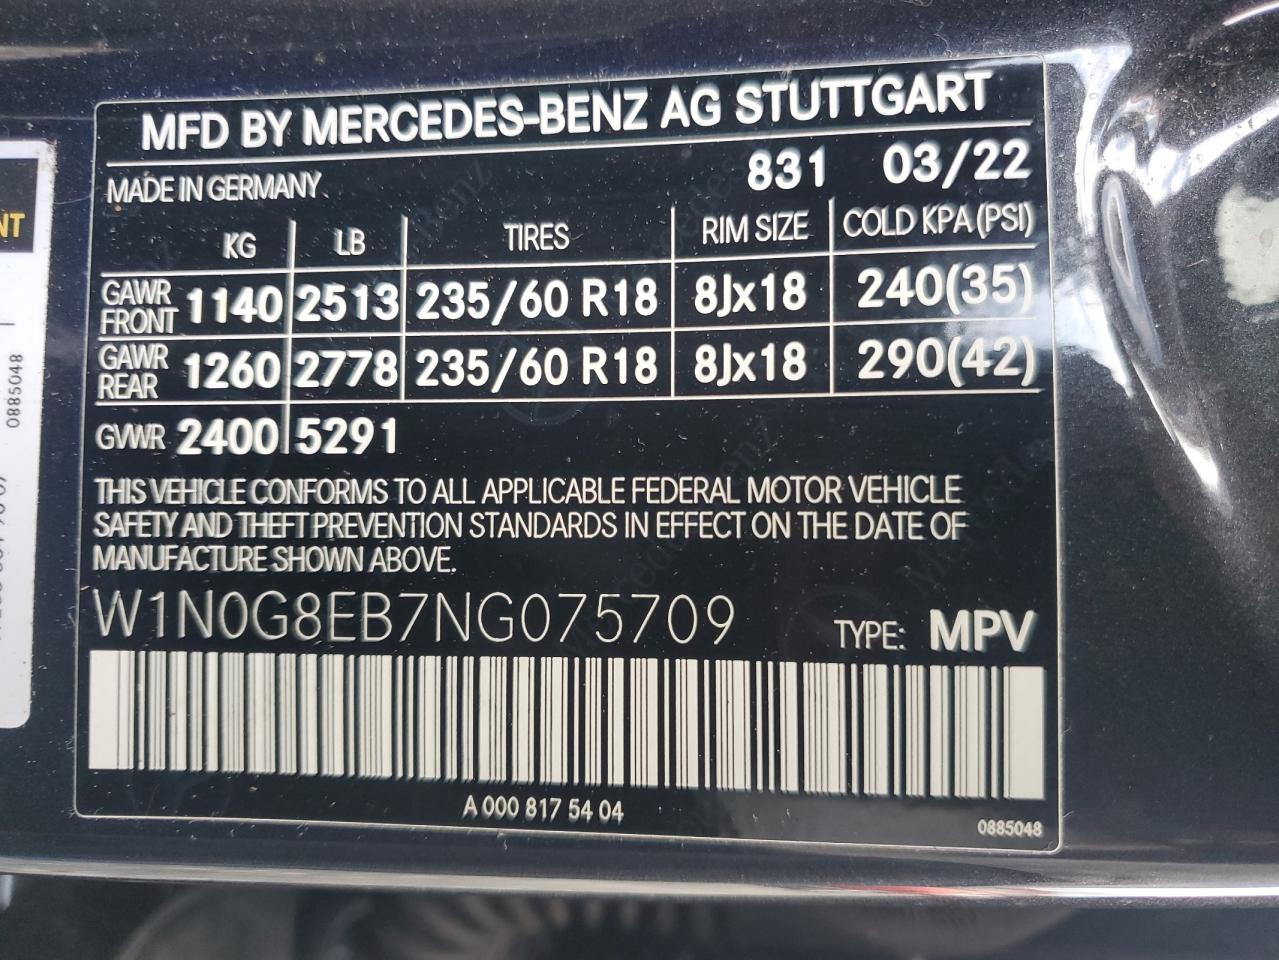 MFD BY MERCEDES-BENZ AG STUTTGART
MADE IN GERMANY 831 03/22
KG LB TIRES RIM SIZE COLD KPA (PSI)
GAWR FRONT 1140 2513 235/60 R18 8Jx18 240(35)
GAWR REAR 1260 2778 235/60 R18 8Jx18 290(42)
GVWR 2400 5291
THIS VEHICLE CONFORMS TO ALL APPLICABLE FEDERAL MOTOR VEHICLE
SAFETY AND THEFT PREVENTION STANDARDS IN EFFECT ON THE DATE OF
MANUFACTURE SHOWN ABOVE.
W1N0G8EB7NG075709 TYPE: MPV
A 000 817 54 04
0885048
NT
0885048